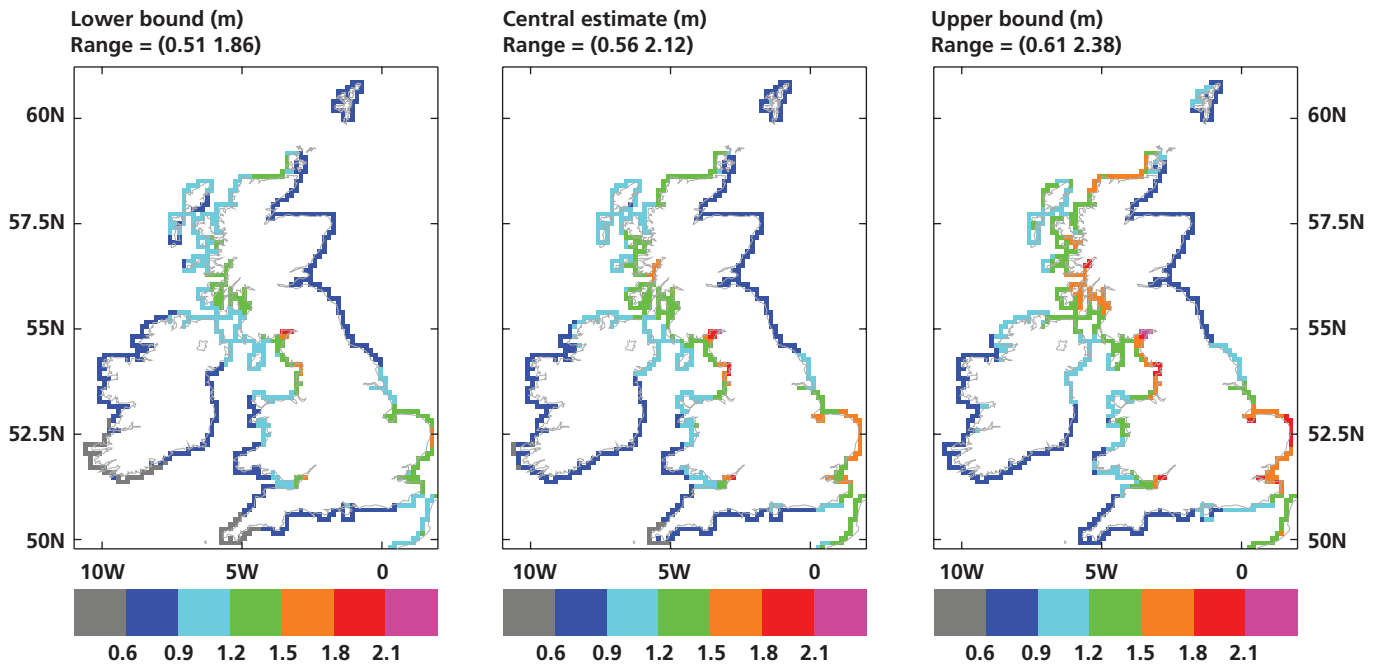 Lower bound (m)
Range = (0.51 1.86)
Central estimate (m)
Range = (0.56 2.12)
Upper bound (m)
Range = (0.61 2.38)
60N
57.5N
55N
52.5N
50N
60N
57.5N
55N
52.5N
50N
10W 5W 0
10W 5W 0
10W 5W 0
0.6 0.9 1.2 1.5 1.8 2.1
0.6 0.9 1.2 1.5 1.8 2.1
0.6 0.9 1.2 1.5 1.8 2.1